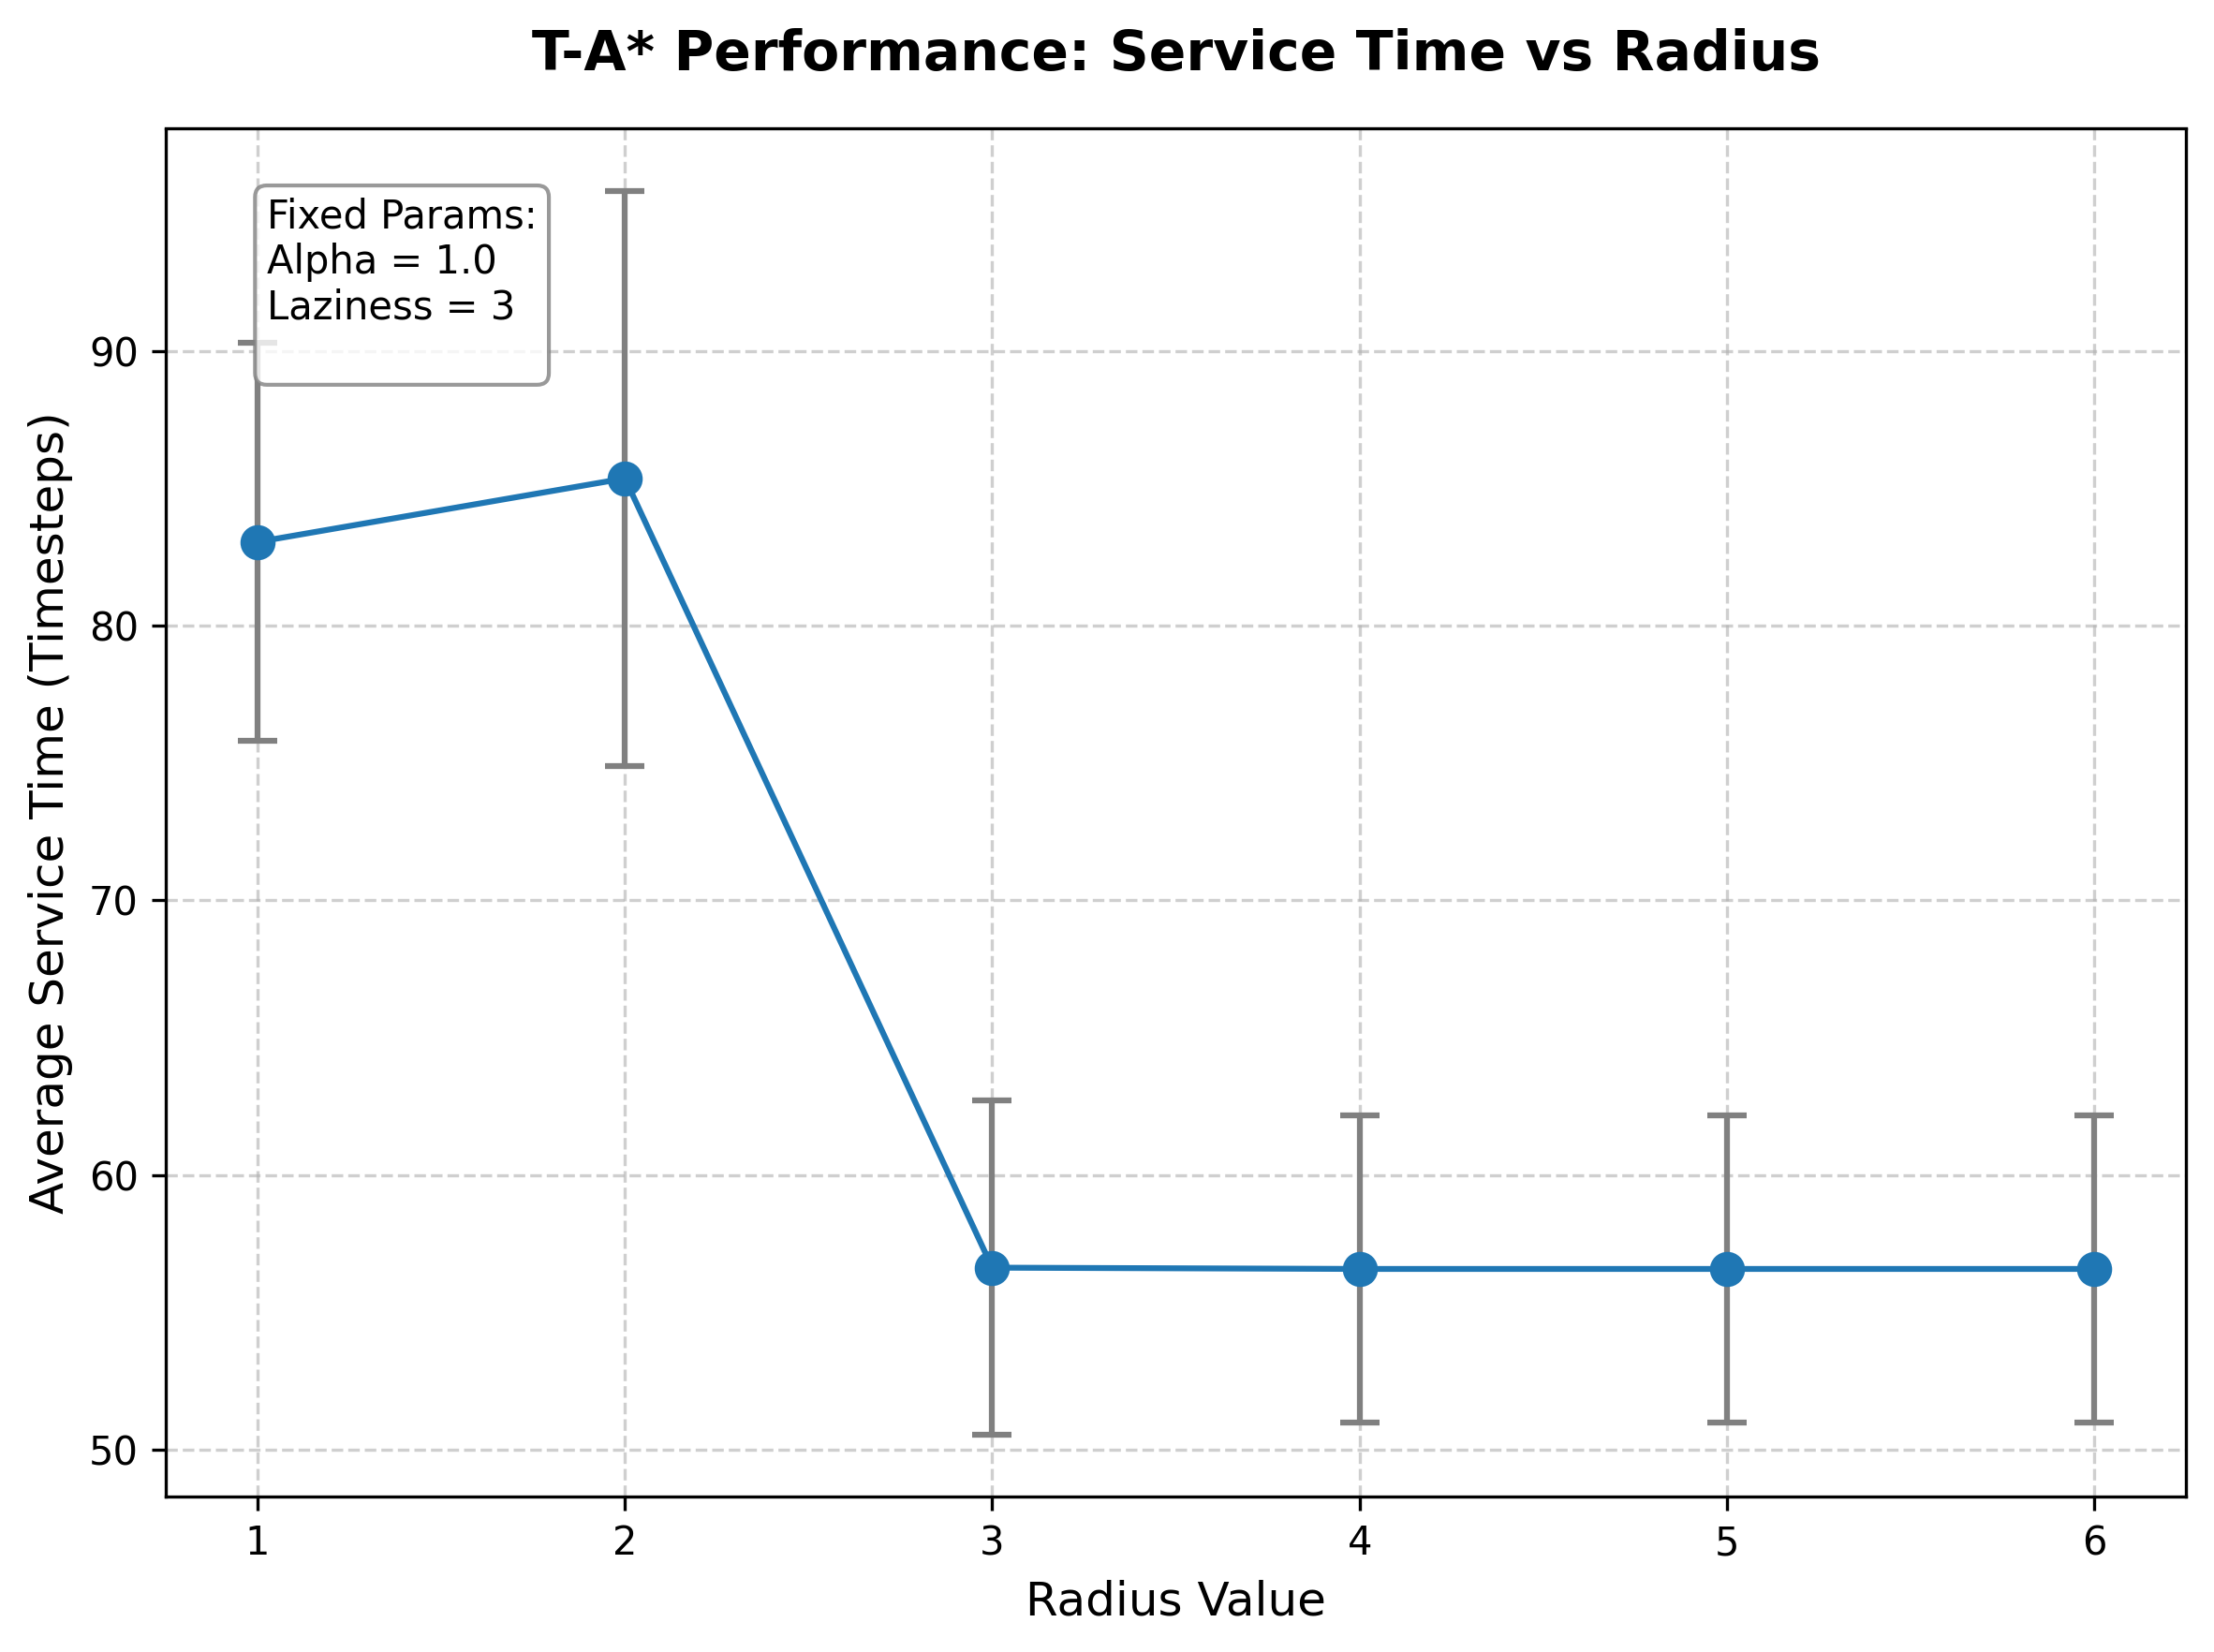 T-A* Performance: Service Time vs Radius
Fixed Params:
Alpha = 1.0
Laziness = 3
Average Service Time (Timesteps)
90
80
70
60
50
1 2 3 4 5 6
Radius Value